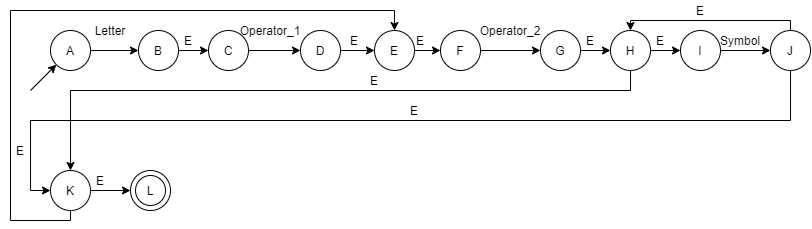 E
Letter
Operator_1
Operator_2
E
E
E
E
E
Symbol
A
B
C
D
E
F
G
H
I
J
E
E
E
E
K
L